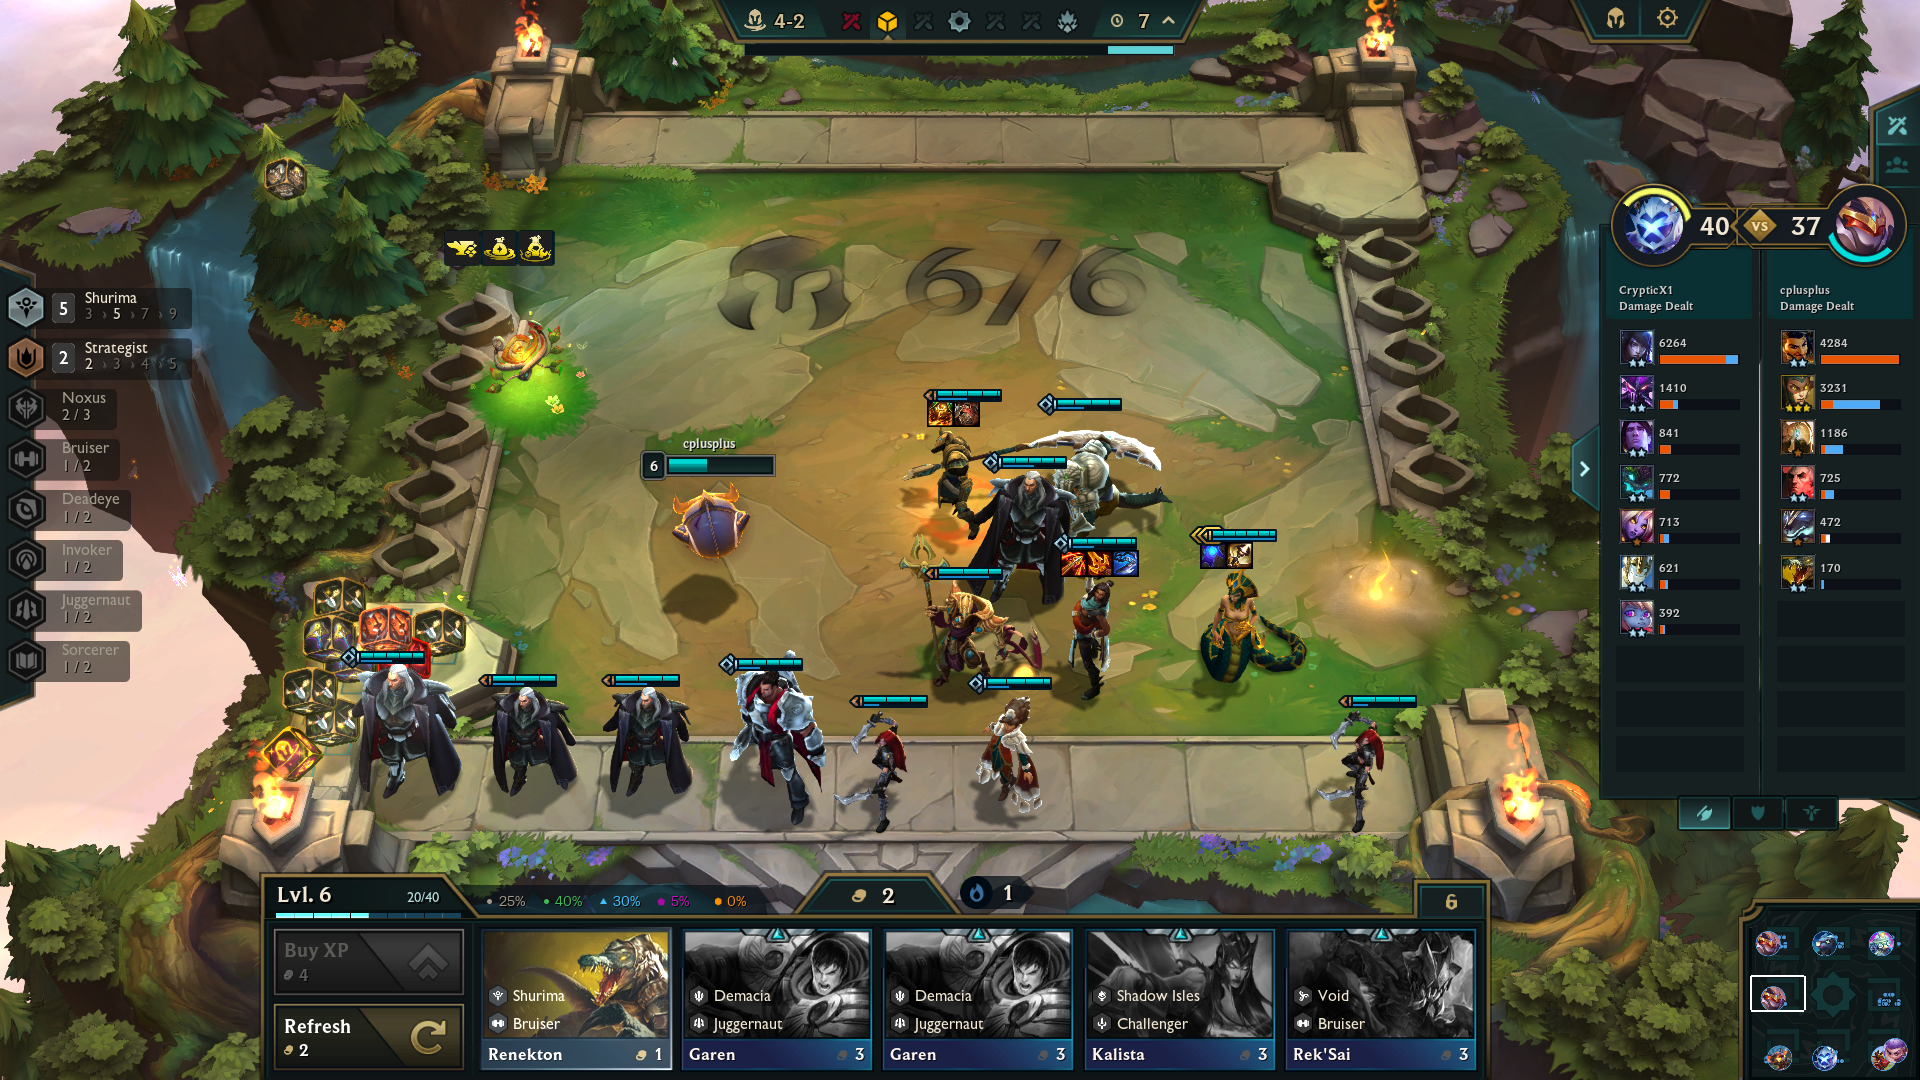 4-2
7
6/6
40
VS
37
CrypticX1
Damage Dealt
cplusplus
Damage Dealt
6264
4284
1410
3231
841
1186
772
725
713
472
621
170
392
5
Shurima
3 › 5 › 7 › 9
2
Strategist
2 › 3 › 4 › 5
Noxus
2 / 3
Bruiser
1 / 2
Deadeye
1 / 2
Invoker
1 / 2
Juggernaut
1 / 2
Sorcerer
1 / 2
cplusplus
6
Lvl. 6
20/40
25%
40%
30%
5%
0%
2
1
6
Buy XP
4
Refresh
2
Shurima
Bruiser
Renekton
1
Demacia
Juggernaut
Garen
3
Demacia
Juggernaut
Garen
3
Shadow Isles
Challenger
Kalista
3
Void
Bruiser
Rek'Sai
3